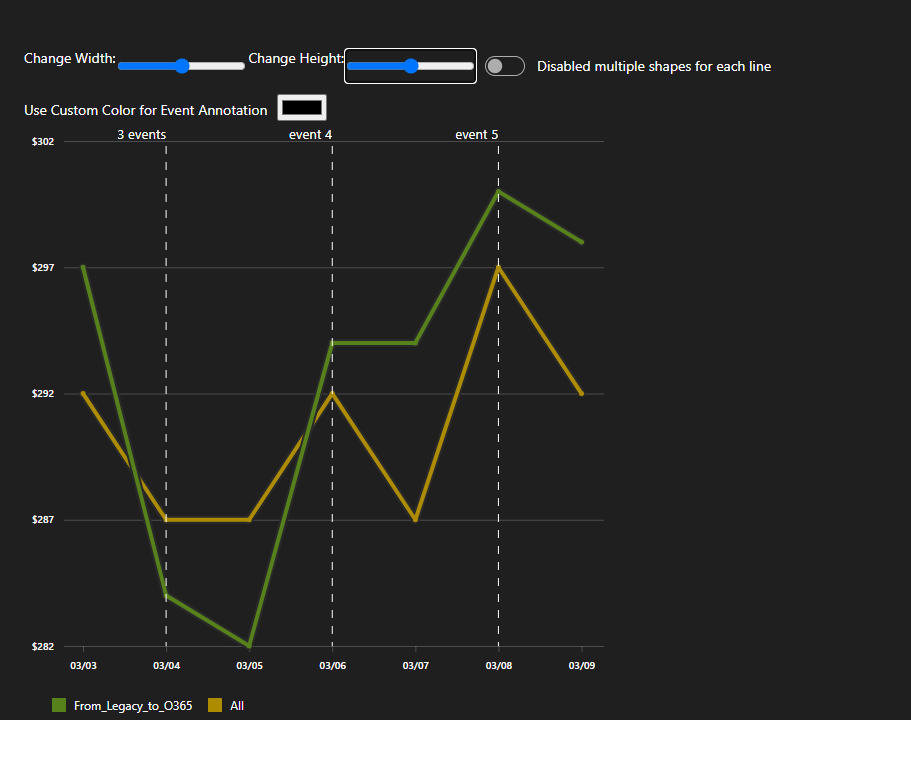 Change Width: Change Height: Disabled multiple shapes for each line
Use Custom Color for Event Annotation
3 events event 4 event 5
$302
$297
$292
$287
$282
03/03 03/04 03/05 03/06 03/07 03/08 03/09
From_Legacy_to_O365 All